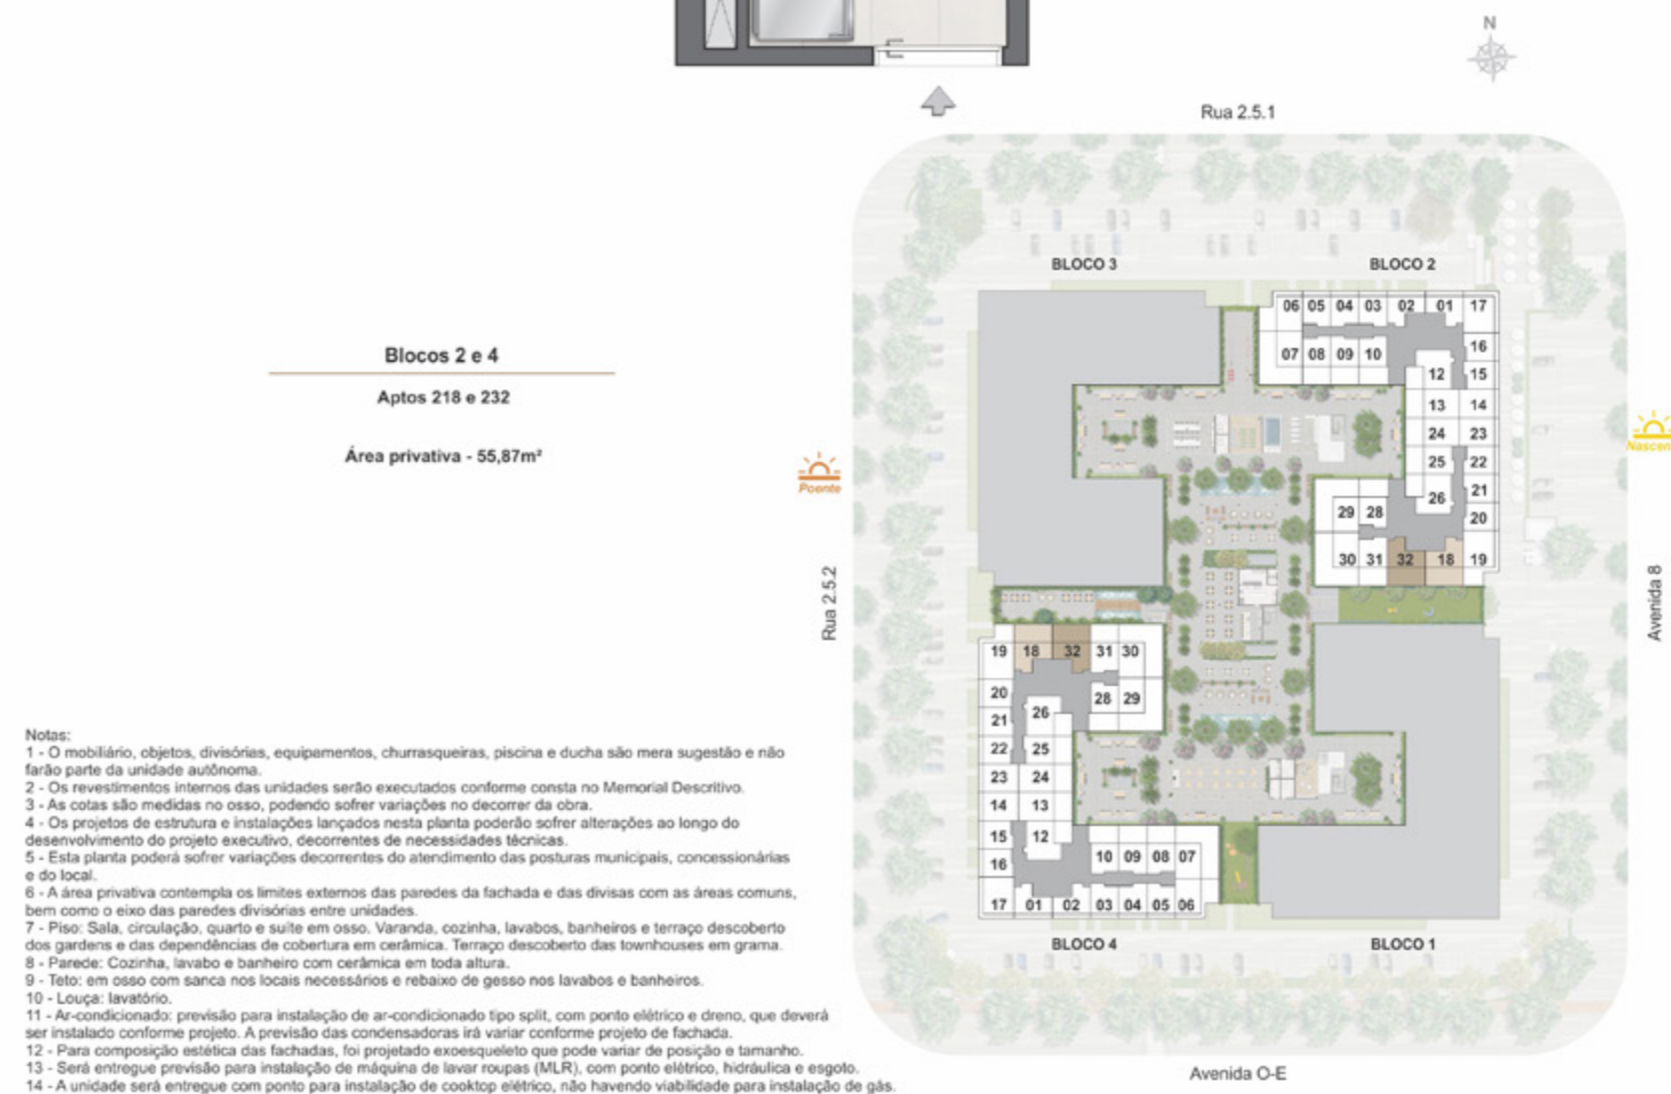 N
Rua 2.5.1
BLOCO 3 BLOCO 2
06 05 04 03 02 01 17
16
07 08 09 10
12 15
13 14
24 23
25 22
26 21
29 28 20
30 31 32 18 19
Blocos 2 e 4
Aptos 218 e 232
Área privativa - 55,87m²
Poente
Nascen
Rua 2.5.2
Avenida 8
19 18 32 31 30
20 28 29
21 26
22 25
23 24
14 13
15 12
16 10 09 08 07
17 01 02 03 04 05 06
BLOCO 4 BLOCO 1
Avenida O-E
Notas:
1 - O mobiliário, objetos, divisórias, equipamentos, churrasqueiras, piscina e ducha são mera sugestão e não
farão parte da unidade autônoma.
2 - Os revestimentos internos das unidades serão executados conforme consta no Memorial Descritivo.
3 - As cotas são medidas no osso, podendo sofrer variações no decorrer da obra.
4 - Os projetos de estrutura e instalações lançados nesta planta poderão sofrer alterações ao longo do
desenvolvimento do projeto executivo, decorrentes de necessidades técnicas.
5 - Esta planta poderá sofrer variações decorrentes do atendimento das posturas municipais, concessionárias
e do local.
6 - A área privativa contempla os limites externos das paredes da fachada e das divisas com as áreas comuns,
bem como o eixo das paredes divisórias entre unidades.
7 - Piso: Sala, circulação, quarto e suíte em osso. Varanda, cozinha, lavabos, banheiros e terraço descoberto
dos gardens e das dependências de cobertura em cerâmica. Terraço descoberto das townhouses em grama.
8 - Parede: Cozinha, lavabo e banheiro com cerâmica em toda altura.
9 - Teto: em osso com sanca nos locais necessários e rebaixo de gesso nos lavabos e banheiros.
10 - Louça: lavatório.
11 - Ar-condicionado: previsão para instalação de ar-condicionado tipo split, com ponto elétrico e dreno, que deverá
ser instalado conforme projeto. A previsão das condensadoras irá variar conforme projeto de fachada.
12 - Para composição estética das fachadas, foi projetado exoesqueleto que pode variar de posição e tamanho.
13 - Será entregue previsão para instalação de máquina de lavar roupas (MLR), com ponto elétrico, hidráulica e esgoto.
14 - A unidade será entregue com ponto para instalação de cooktop elétrico, não havendo viabilidade para instalação de gás.